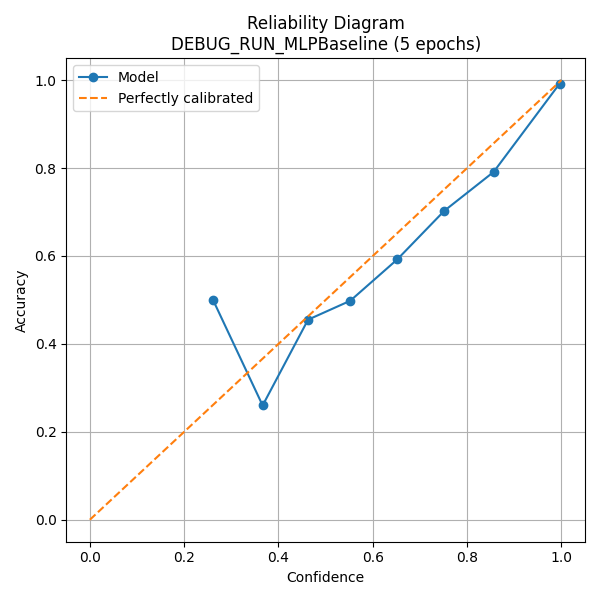 Reliability Diagram
DEBUG_RUN_MLPBaseline (5 epochs)
Model
Perfectly calibrated
1.0
0.8
0.6
0.4
0.2
0.0
Accuracy
0.0 0.2 0.4 0.6 0.8 1.0
Confidence